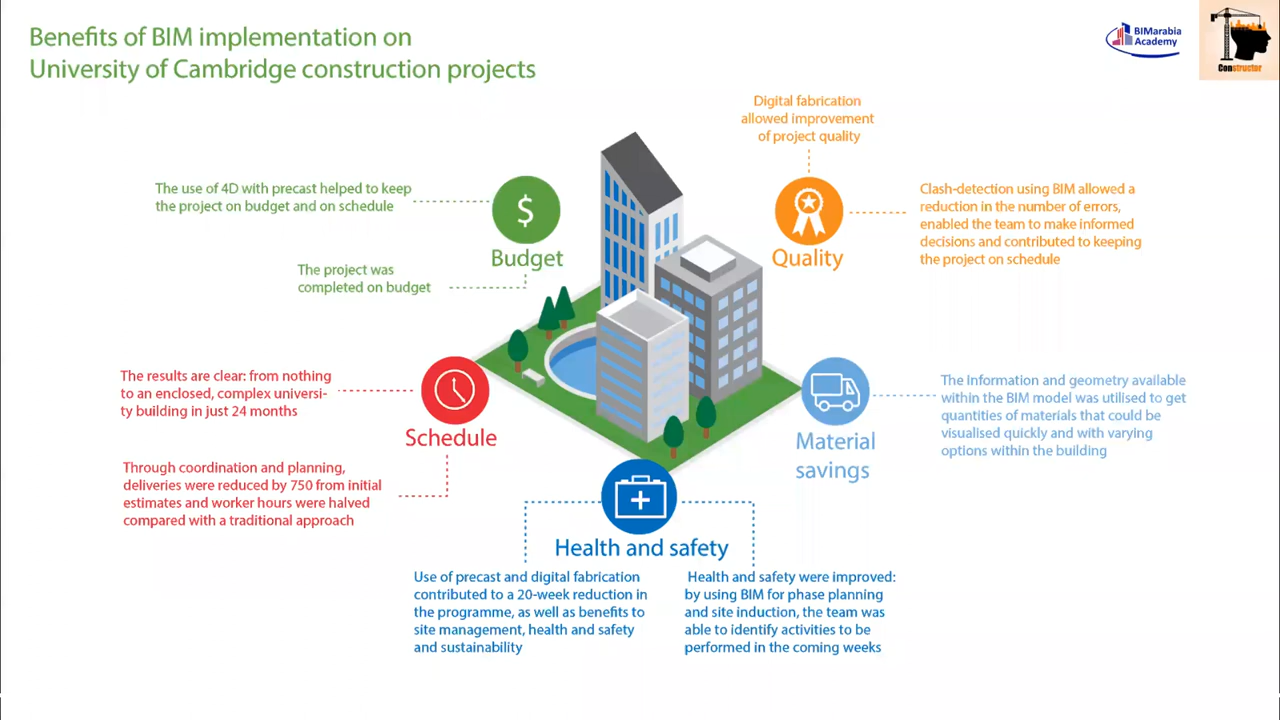 Benefits of BIM implementation on
University of Cambridge construction projects
BIMarabia
Academy
Constructor
Digital fabrication
allowed improvement
of project quality
The use of 4D with precast helped to keep
the project on budget and on schedule
$
Budget
The project was
completed on budget
Quality
Clash-detection using BIM allowed a
reduction in the number of errors,
enabled the team to make informed
decisions and contributed to keeping
the project on schedule
The results are clear: from nothing
to an enclosed, complex universi-
ty building in just 24 months
Schedule
Through coordination and planning,
deliveries were reduced by 750 from initial
estimates and worker hours were halved
compared with a traditional approach
Material
savings
The information and geometry available
within the BIM model was utilised to get
quantities of materials that could be
visualised quickly and with varying
options within the building
Health and safety
Use of precast and digital fabrication
contributed to a 20-week reduction in
the programme, as well as benefits to
site management, health and safety
and sustainability
Health and safety were improved:
by using BIM for phase planning
and site induction, the team was
able to identify activities to be
performed in the coming weeks